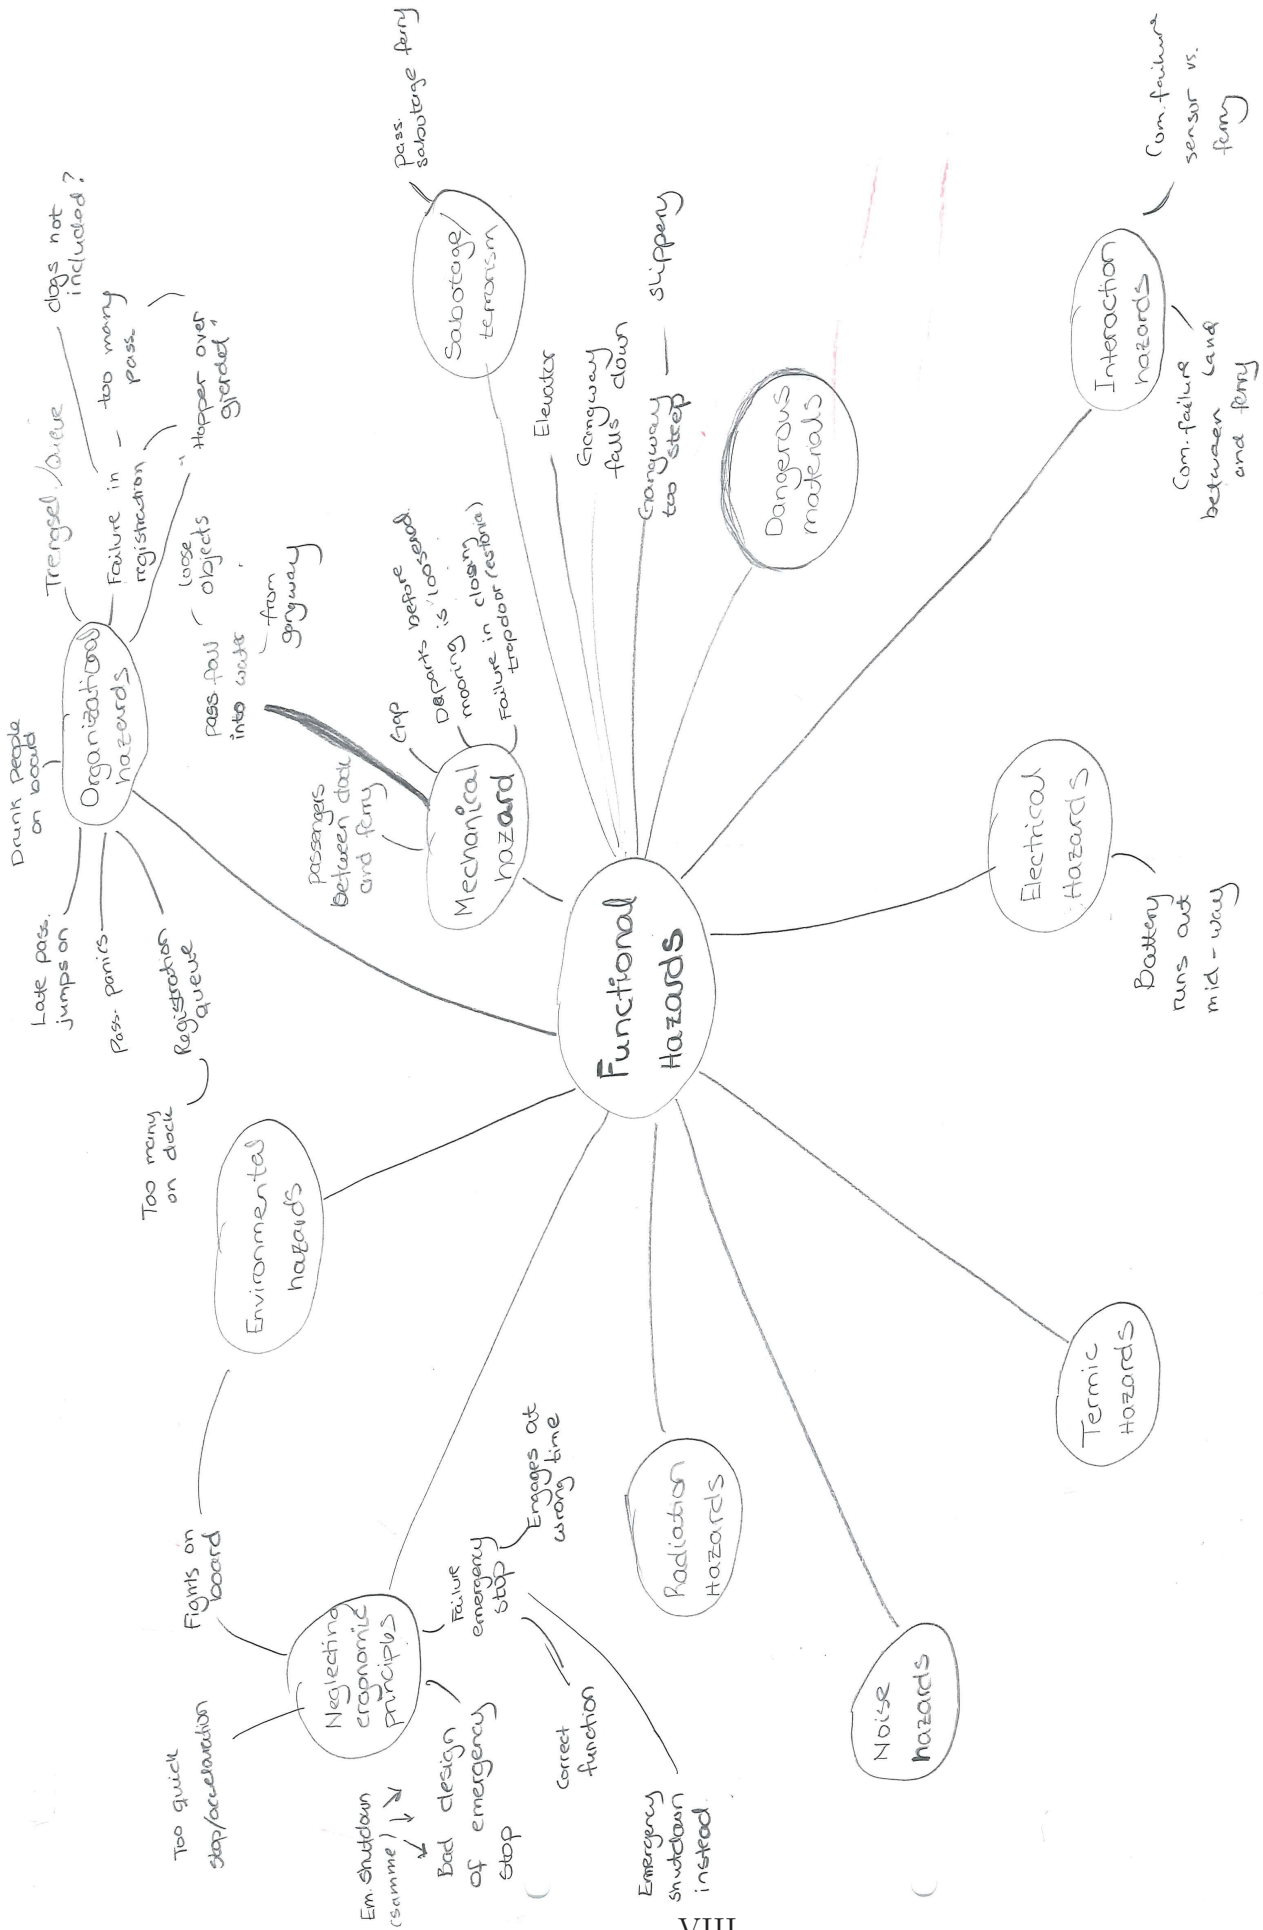 Functional
Hazards
Organizational
hazards
Drunk people
on board
Late pass.
jumps on
Pass. panics
Registration
queue
Too many
on dock
Trengsel/queue
Failure in
registration
dogs not
included?
too many
pass.
Hopper over
Mechanical
hazard
Passengers
between dock
and ferry
pass fall
into water
loose
objects
from
gangway
Gap
Departs before
mooring is loosend.
Failure in closing
trapdoor (estonia)
Sabotage/
terrorism
pass.
sabotage ferry
Elevator
Gangway
falls down
Gangway
too steep
slippery
Dangerous
materials
Interaction
hazards
Com. failure
sensor vs.
ferry
Com. failure
between land
and ferry
Electrical
Hazards
Battery
runs out
mid-way
Termic
Hazards
Noise
hazards
Radiation
Hazards
Neglecting
ergonomic
principles
Too quick
stop/acceleration
Fights on
board
Em. shutdown
(samme)
Bad design
of emergency
stop
Failure
emergency
stop
Engages at
wrong time
Correct
function
Emergency
shutdown
instead.
Environmental
hazards
VIII